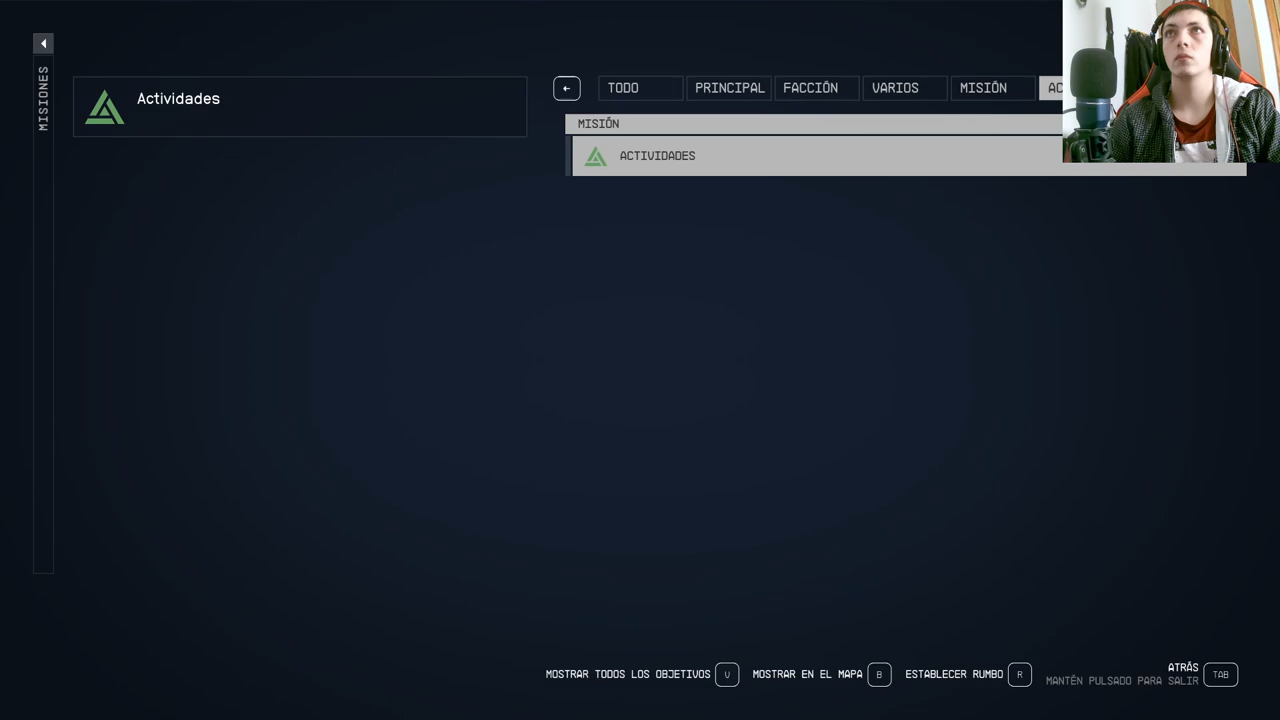 MISIONES
Actividades
TODO
PRINCIPAL
FACCIÓN
VARIOS
MISIÓN
MISIÓN
ACTIVIDADES
MOSTRAR TODOS LOS OBJETIVOS V
MOSTRAR EN EL MAPA B
ESTABLECER RUMBO R
ATRÁS
MANTÉN PULSADO PARA SALIR
TAB